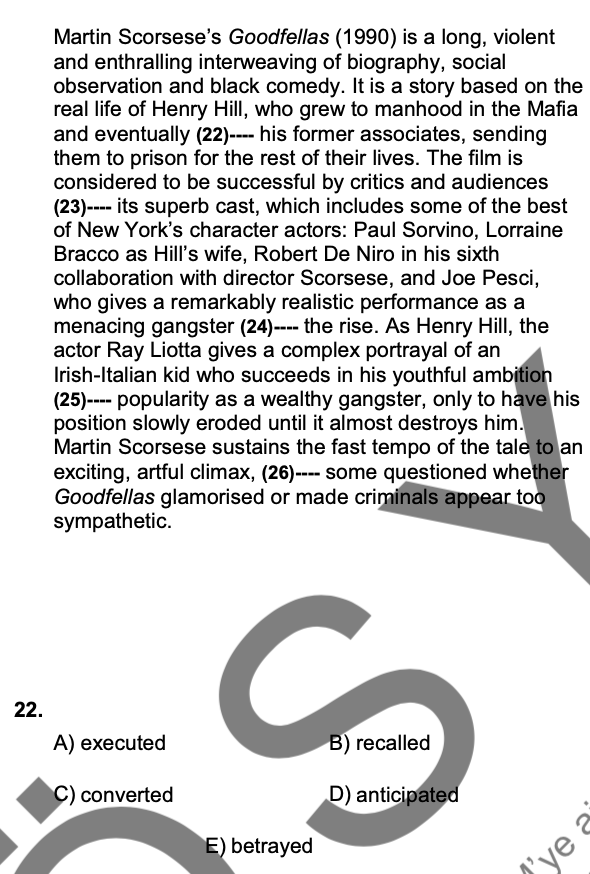 Martin Scorsese's Goodfellas (1990) is a long, violent
and enthralling interweaving of biography, social
observation and black comedy. It is a story based on the
real life of Henry Hill, who grew to manhood in the Mafia
and eventually (22)---- his former associates, sending
them to prison for the rest of their lives. The film is
considered to be successful by critics and audiences
(23)---- its superb cast, which includes some of the best
of New York's character actors: Paul Sorvino, Lorraine
Bracco as Hill's wife, Robert De Niro in his sixth
collaboration with director Scorsese, and Joe Pesci,
who gives a remarkably realistic performance as a
menacing gangster (24)---- the rise. As Henry Hill, the
actor Ray Liotta gives a complex portrayal of an
Irish-Italian kid who succeeds in his youthful ambition
(25)---- popularity as a wealthy gangster, only to have his
position slowly eroded until it almost destroys him.
Martin Scorsese sustains the fast tempo of the tale to an
exciting, artful climax, (26)---- some questioned whether
Goodfellas glamorised or made criminals appear too
sympathetic.
22.
A) executed B) recalled
C) converted D) anticipated
E) betrayed